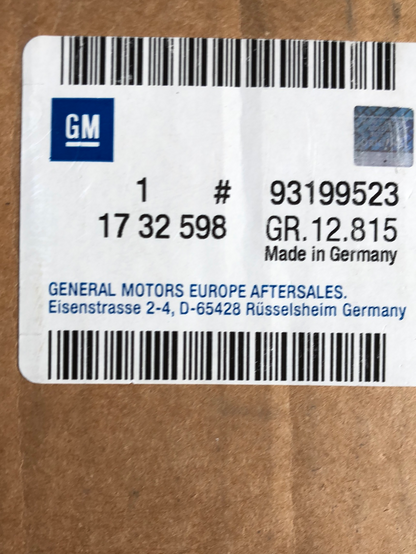 GM
1 # 93199523
17 32 598 GR.12.815
Made in Germany
GENERAL MOTORS EUROPE AFTERSALES.
Eisenstrasse 2-4, D-65428 Rüsselsheim Germany